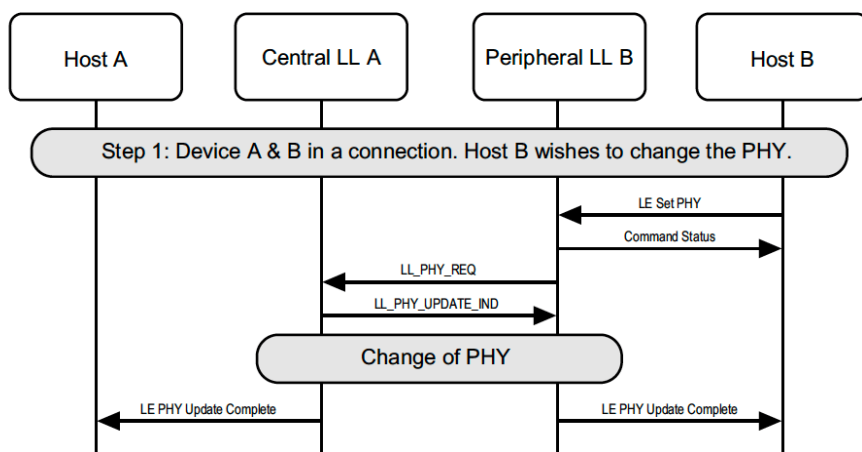 Host A
Central LL A
Peripheral LL B
Host B
Step 1: Device A & B in a connection. Host B wishes to change the PHY.
LE Set PHY
Command Status
LL_PHY_REQ
LL_PHY_UPDATE_IND
Change of PHY
LE PHY Update Complete
LE PHY Update Complete